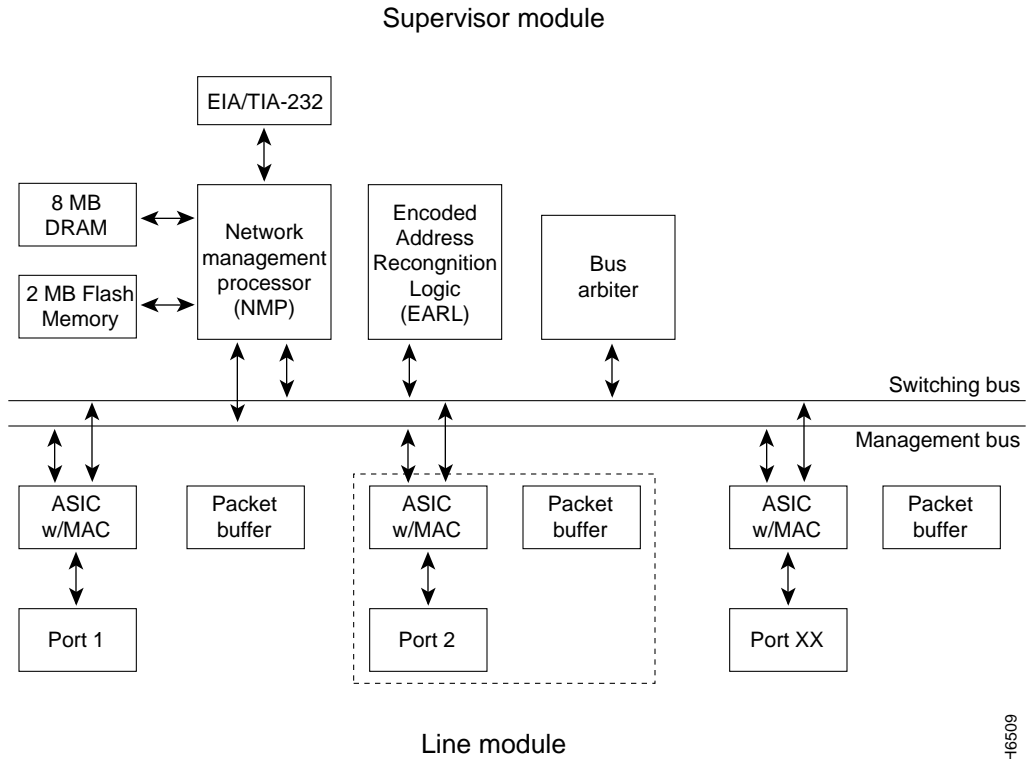 Supervisor module
EIA/TIA-232
8 MB
DRAM
2 MB Flash
Memory
Network
management
processor
(NMP)
Encoded
Address
Recongnition
Logic
(EARL)
Bus
arbiter
Switching bus
Management bus
ASIC
w/MAC
Packet
buffer
ASIC
w/MAC
Packet
buffer
ASIC
w/MAC
Packet
buffer
Port 1
Port 2
Port XX
Line module
H6509